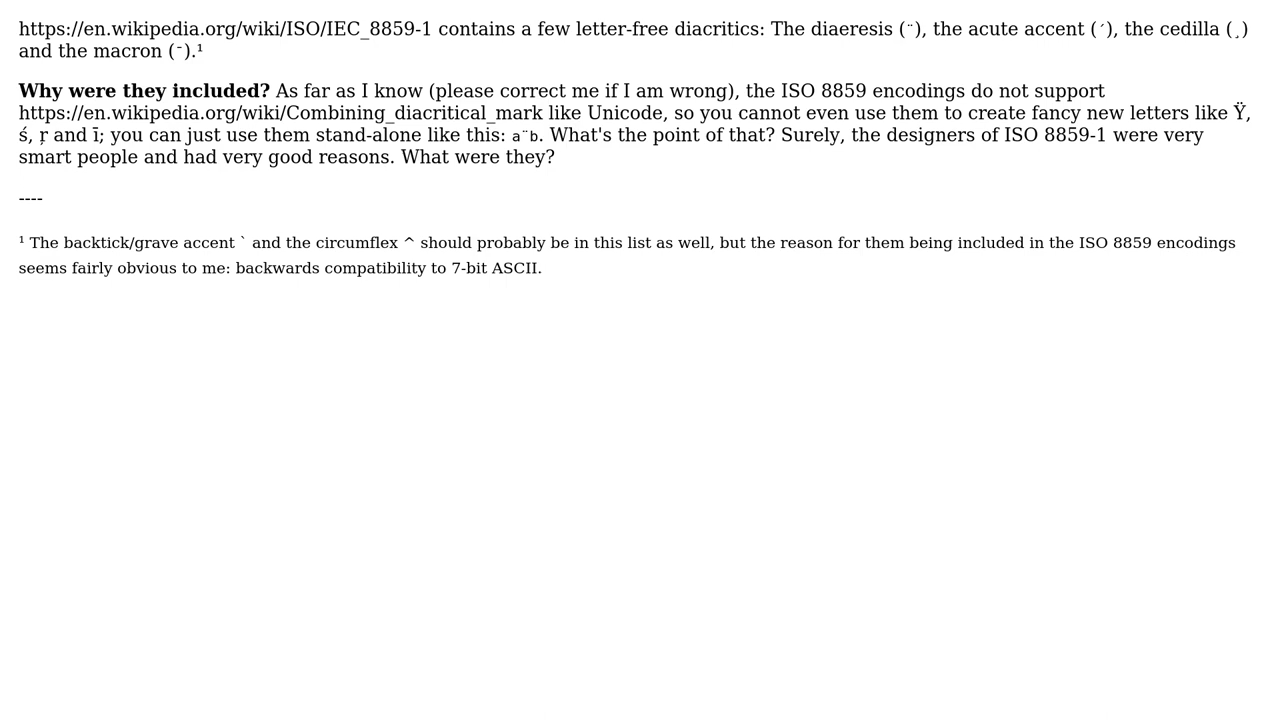 https://en.wikipedia.org/wiki/ISO/IEC_8859-1 contains a few letter-free diacritics: The diaeresis (¨), the acute accent (´), the cedilla (¸)
and the macron (¯).¹
Why were they included? As far as I know (please correct me if I am wrong), the ISO 8859 encodings do not support
https://en.wikipedia.org/wiki/Combining_diacritical_mark like Unicode, so you cannot even use them to create fancy new letters like Ÿ,
ś, ŗ and ī; you can just use them stand-alone like this: a¨b. What's the point of that? Surely, the designers of ISO 8859-1 were very
smart people and had very good reasons. What were they?
----
¹ The backtick/grave accent ` and the circumflex ^ should probably be in this list as well, but the reason for them being included in the ISO 8859 encodings
seems fairly obvious to me: backwards compatibility to 7-bit ASCII.